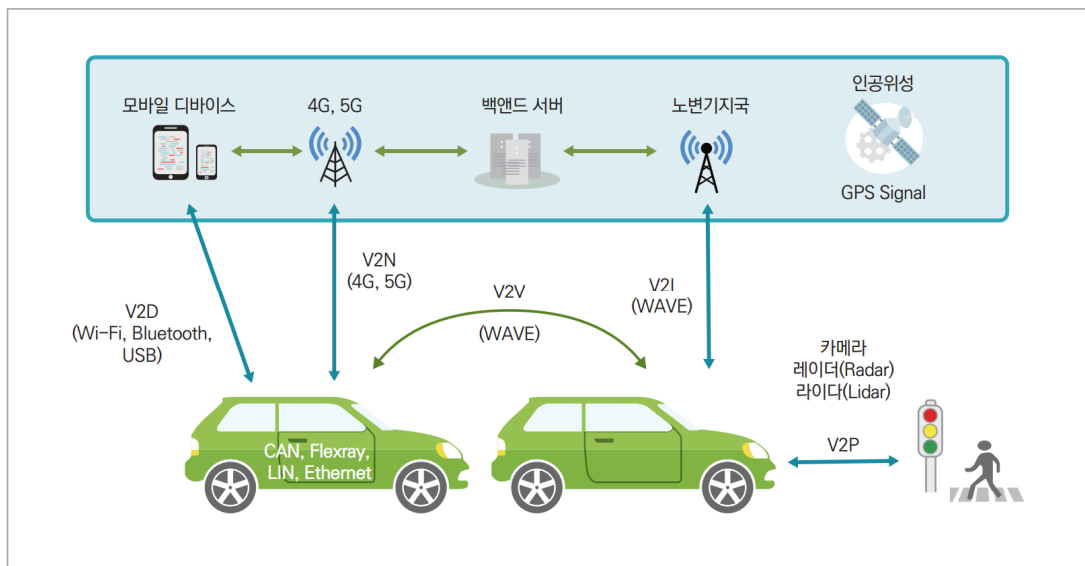 모바일 디바이스
4G, 5G
백앤드 서버
노변기지국
인공위성
GPS Signal
V2D
(Wi-Fi, Bluetooth,
USB)
V2N
(4G, 5G)
V2V
(WAVE)
V2I
(WAVE)
카메라
레이더(Radar)
라이다(Lidar)
V2P
CAN, Flexray,
LIN, Ethernet